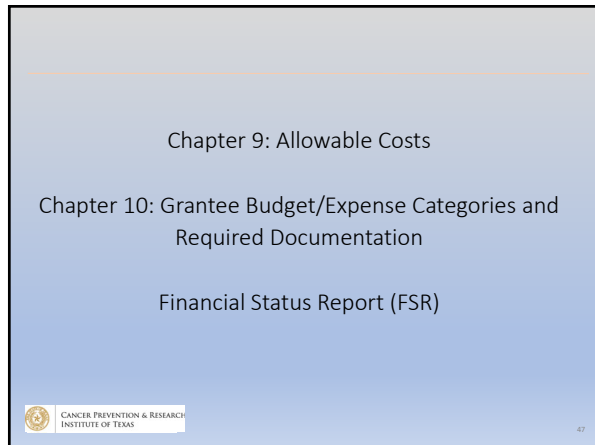 Chapter 9: Allowable Costs
Chapter 10: Grantee Budget/Expense Categories and
Required Documentation
Financial Status Report (FSR)
CANCER PREVENTION & RESEARCH
INSTITUTE OF TEXAS
47